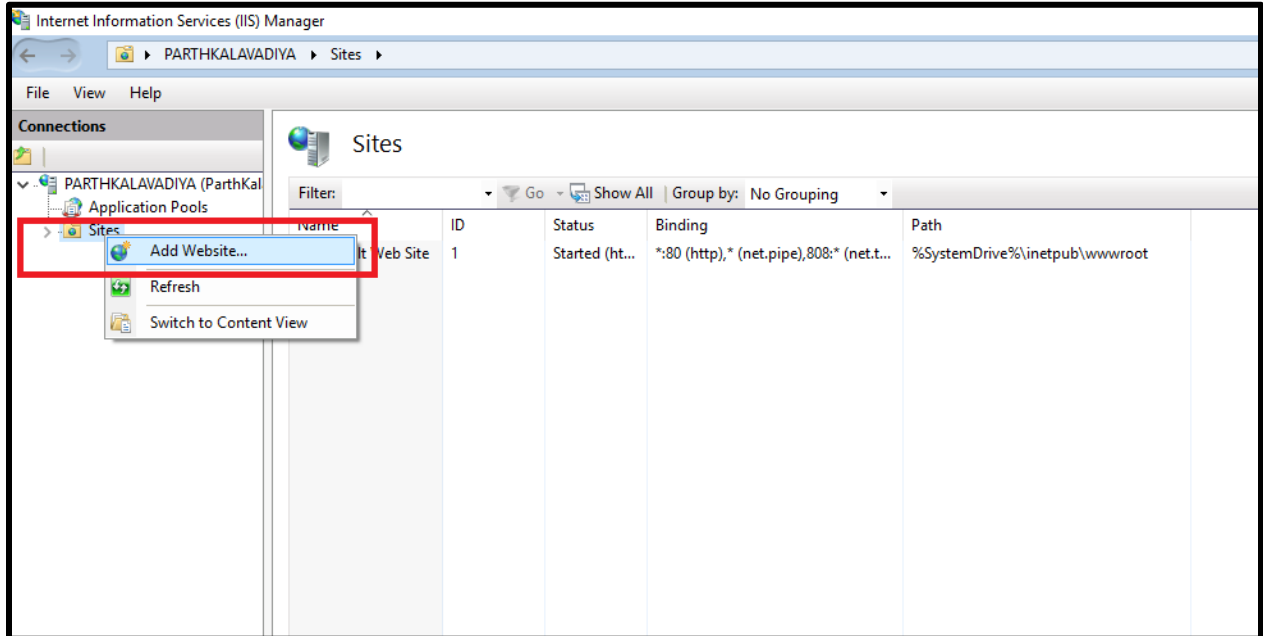 Internet Information Services (IIS) Manager
PARTHKALAVADIYA Sites
File View Help
Connections
Sites
PARTHKALAVADIYA (ParthKal
Filter: Go Show All Group by: No Grouping
Application Pools
Sites
Name ID Status Binding Path
Add Website...
lt Web Site 1 Started (ht... *:80 (http),* (net.pipe),808:* (net.t... %SystemDrive%\inetpub\wwwroot
Refresh
Switch to Content View